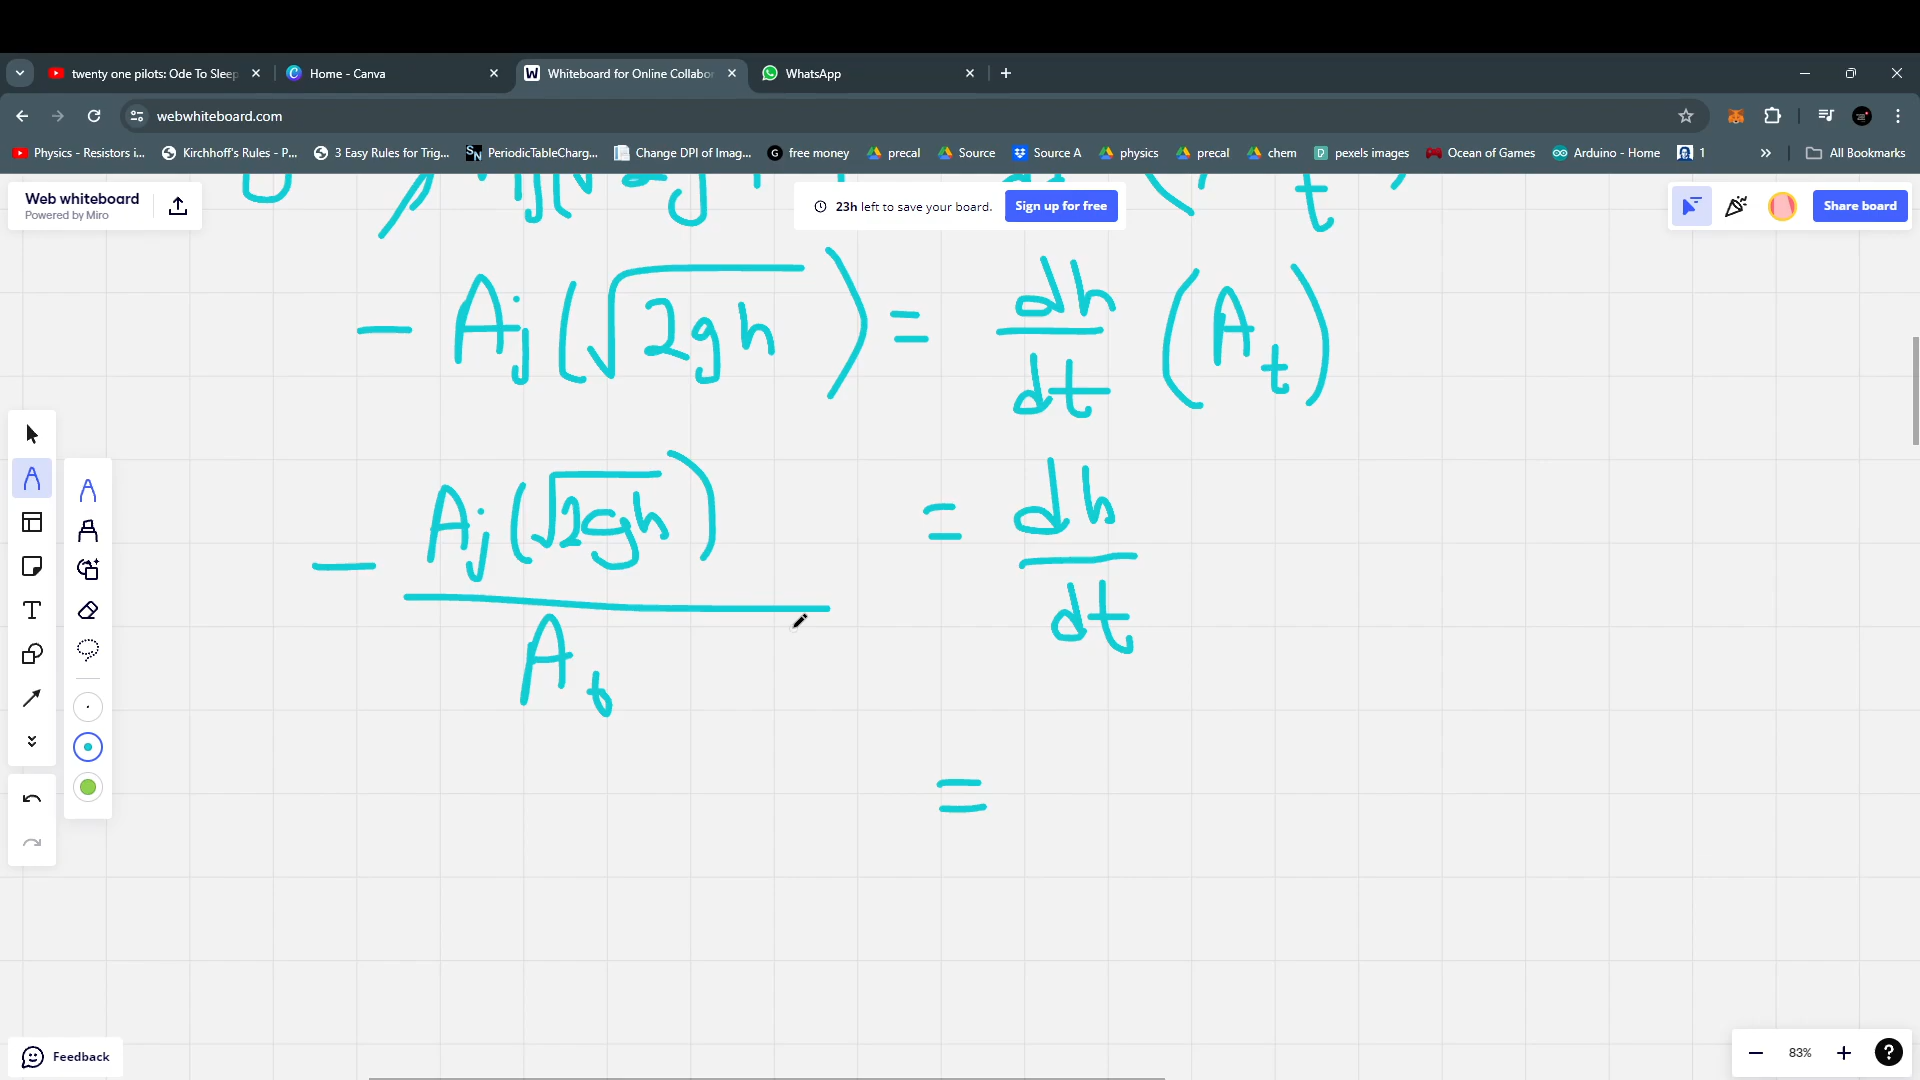 twenty one pilots: Ode To Sleep
Home - Canva
Whiteboard for Online Collabor
WhatsApp
webwhiteboard.com
Physics - Resistors i...
Kirchhoff's Rules - P...
3 Easy Rules for Trig...
PeriodicTableCharg...
Change DPI of Imag...
free money
precal
Source
Source A
physics
precal
chem
pexels images
Ocean of Games
Arduino - Home
1
»
All Bookmarks
Web whiteboard
Powered by Miro
23h left to save your board.
Sign up for free
Share board
- Aj(√2gh) = dh/dt (At)
- Aj(√2gh)/At = dh/dt
=
Feedback
83%